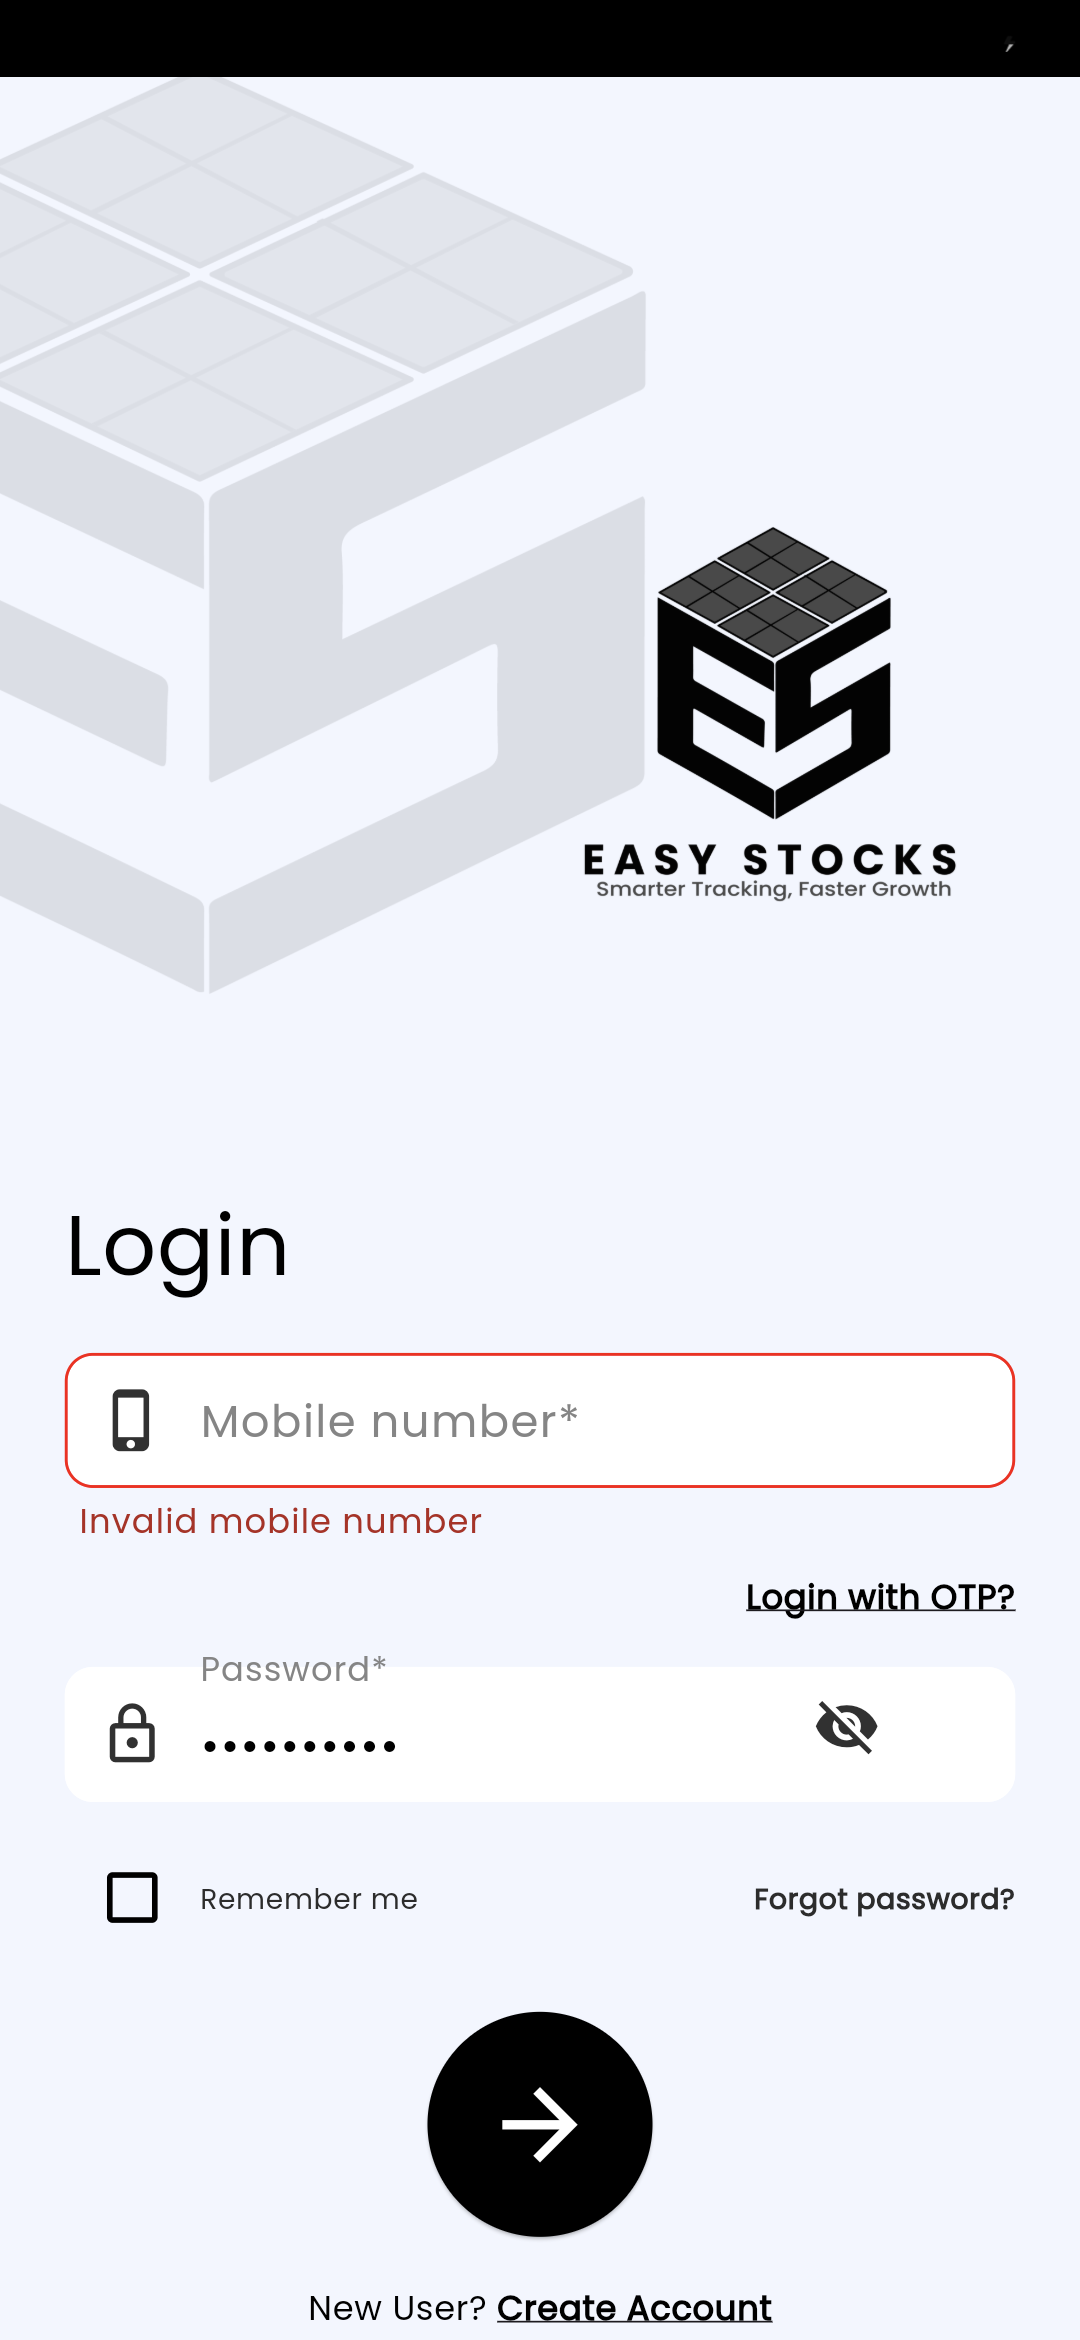 ES
EASY STOCKS
Smarter Tracking, Faster Growth
Login
Mobile number*
Invalid mobile number
Login with OTP?
Password*
Remember me
Forgot password?
New User? Create Account